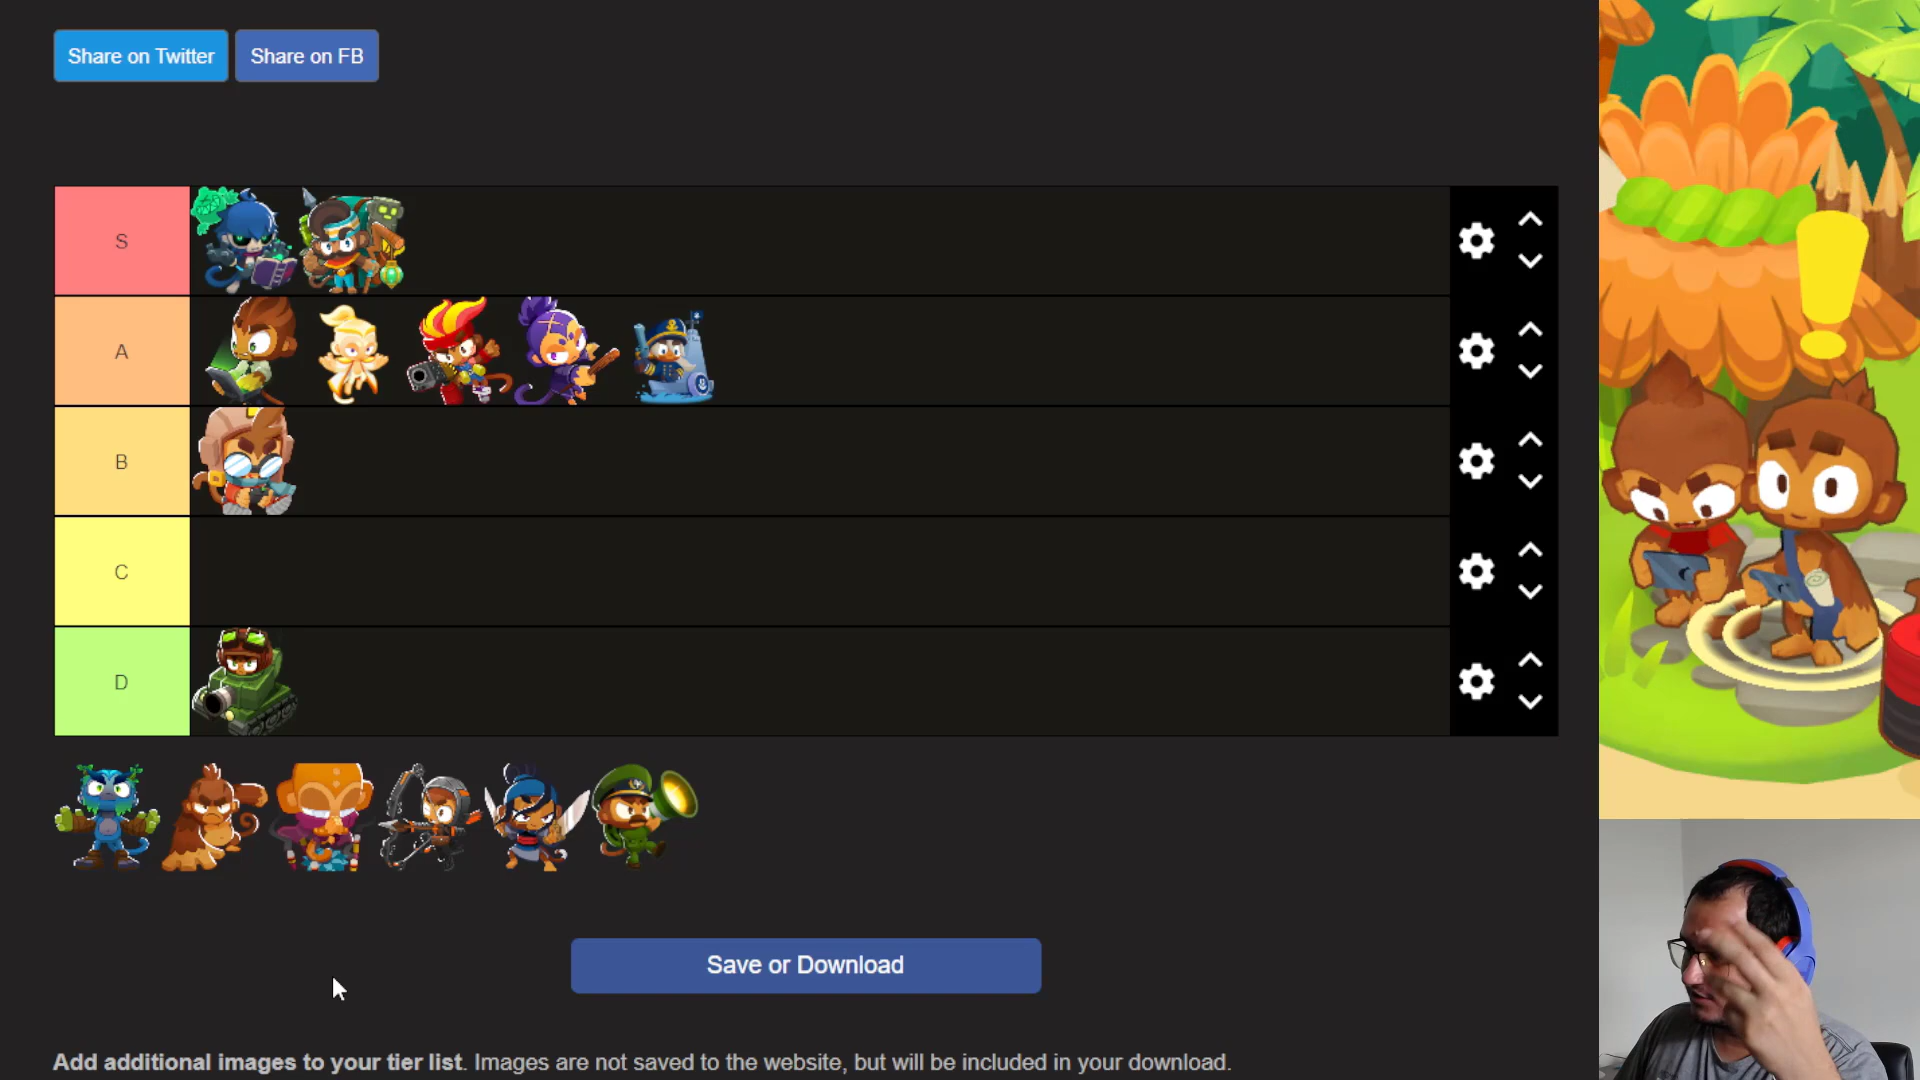 Share on Twitter Share on FB
S
A
B
C
D
Save or Download
Add additional images to your tier list. Images are not saved to the website, but will be included in your download.